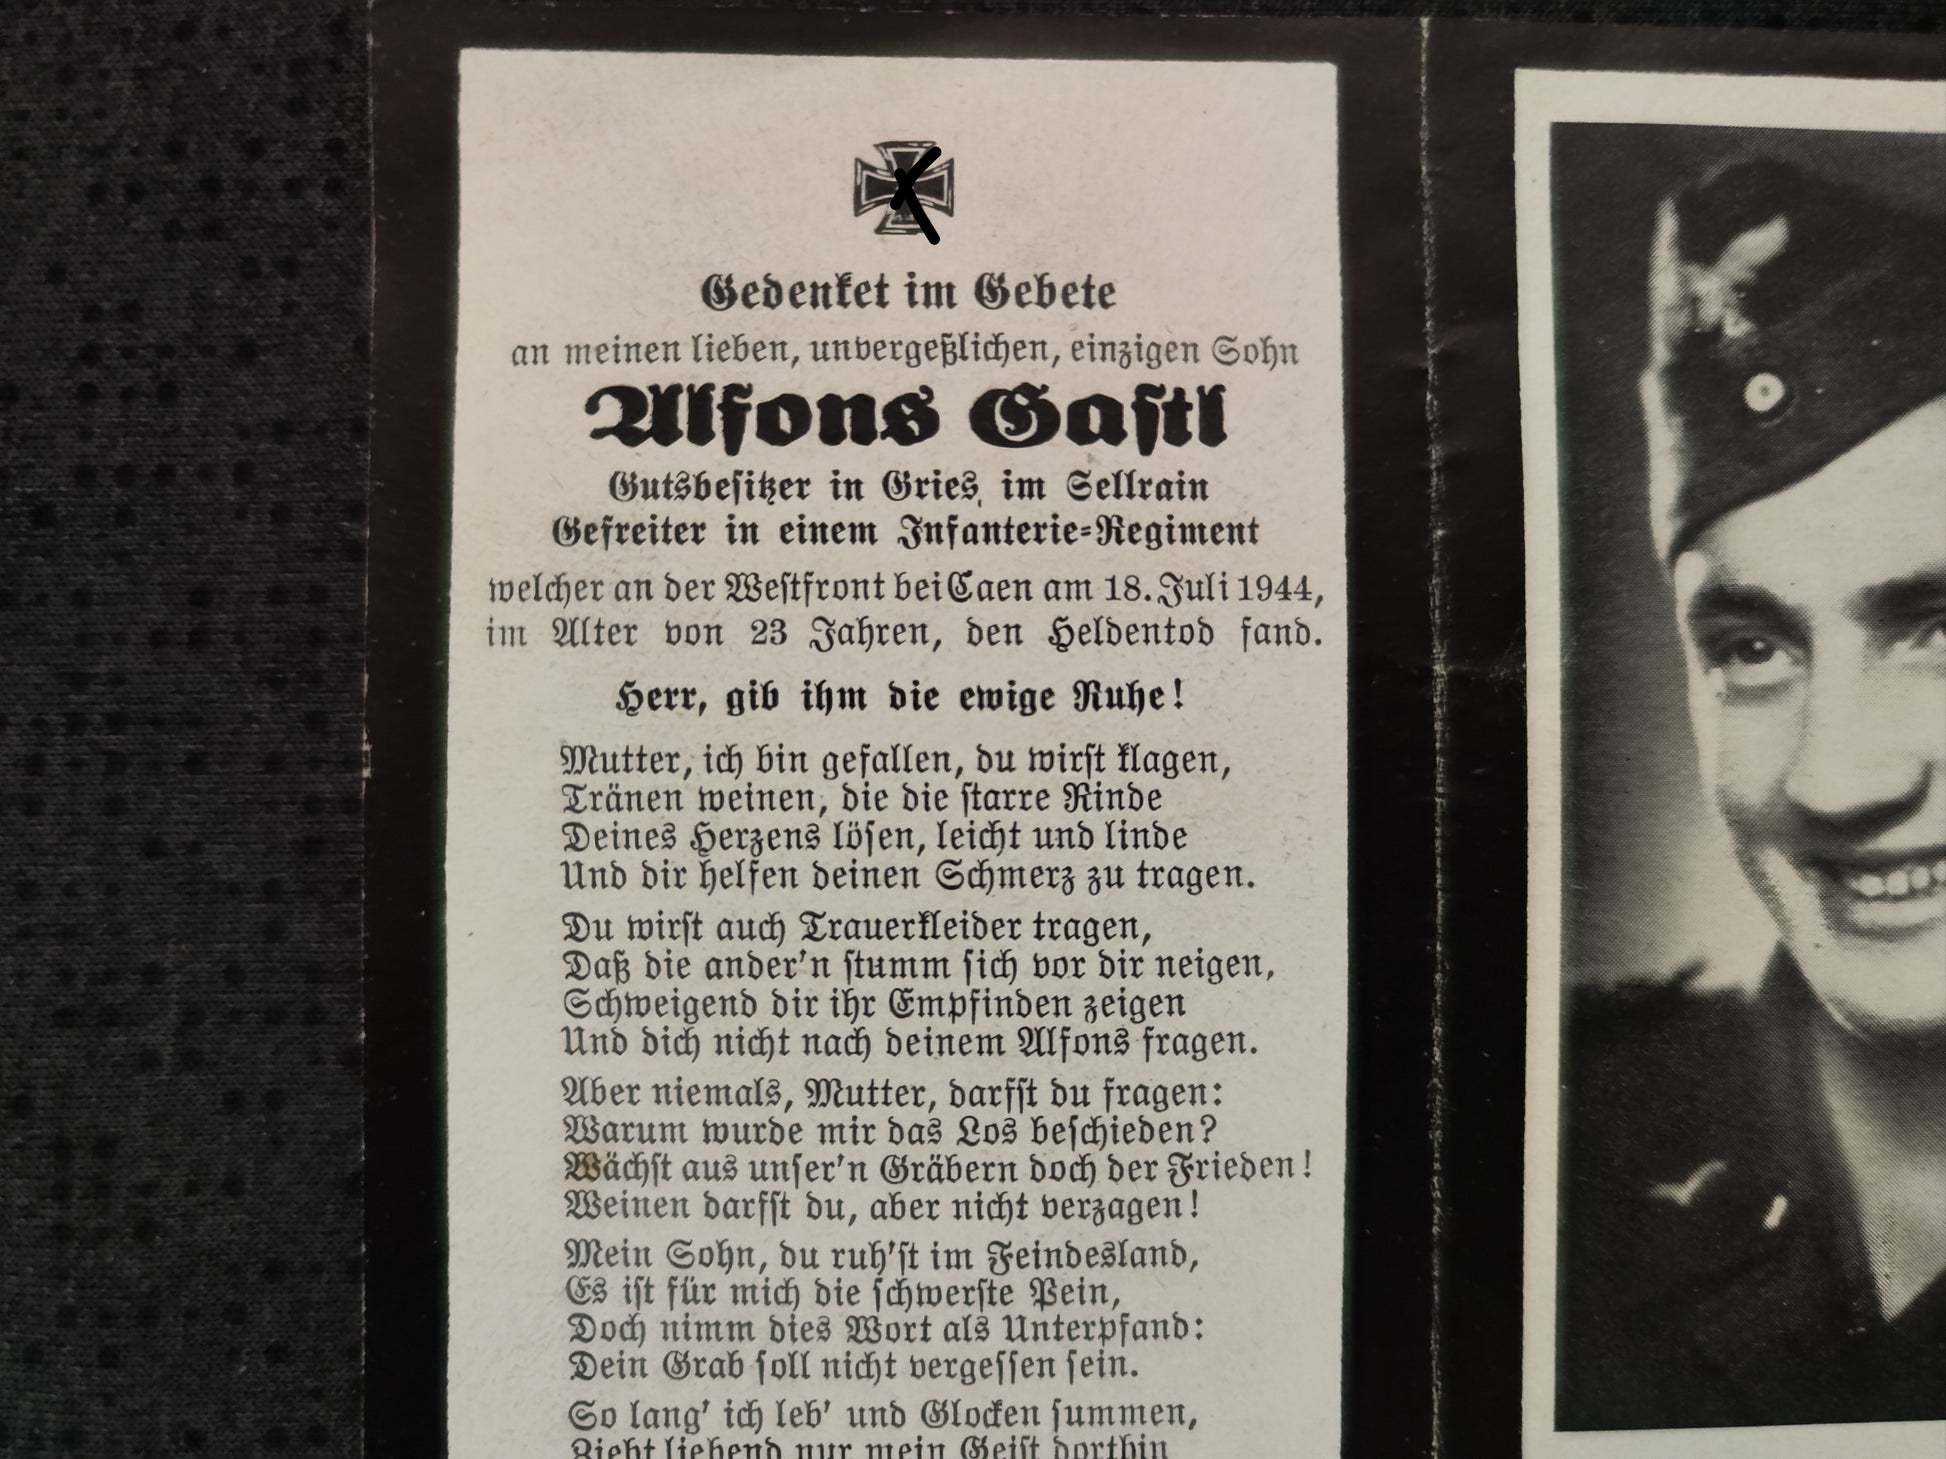 Gedenket im Gebete
an meinen lieben, unvergeßlichen, einzigen Sohn
Alfons Gastl
Gutsbesitzer in Gries, im Sellrain
Gefreiter in einem Infanterie=Regiment
welcher an der Westfront bei Caen am 18. Juli 1944,
im Alter von 23 Jahren, den Heldentod fand.
Herr, gib ihm die ewige Ruhe!
Mutter, ich bin gefallen, du wirst klagen,
Tränen weinen, die die starre Rinde
Deines Herzens lösen, leicht und linde
Und dir helfen deinen Schmerz zu tragen.
Du wirst auch Trauerkleider tragen,
Daß die ander'n stumm sich vor dir neigen,
Schweigend dir ihr Empfinden zeigen
Und dich nicht nach deinem Alfons fragen.
Aber niemals, Mutter, darfst du fragen:
Warum wurde mir das Los beschieden?
Wächst aus unser'n Gräbern doch der Frieden!
Weinen darfst du, aber nicht verzagen!
Mein Sohn, du ruh'st im Feindesland,
Es ist für mich die schwerste Pein,
Doch nimm dies Wort als Unterpfand:
Dein Grab soll nicht vergessen sein.
So lang' ich leb' und Glocken summen,
Zieht liebend nur mein Geist dorthin